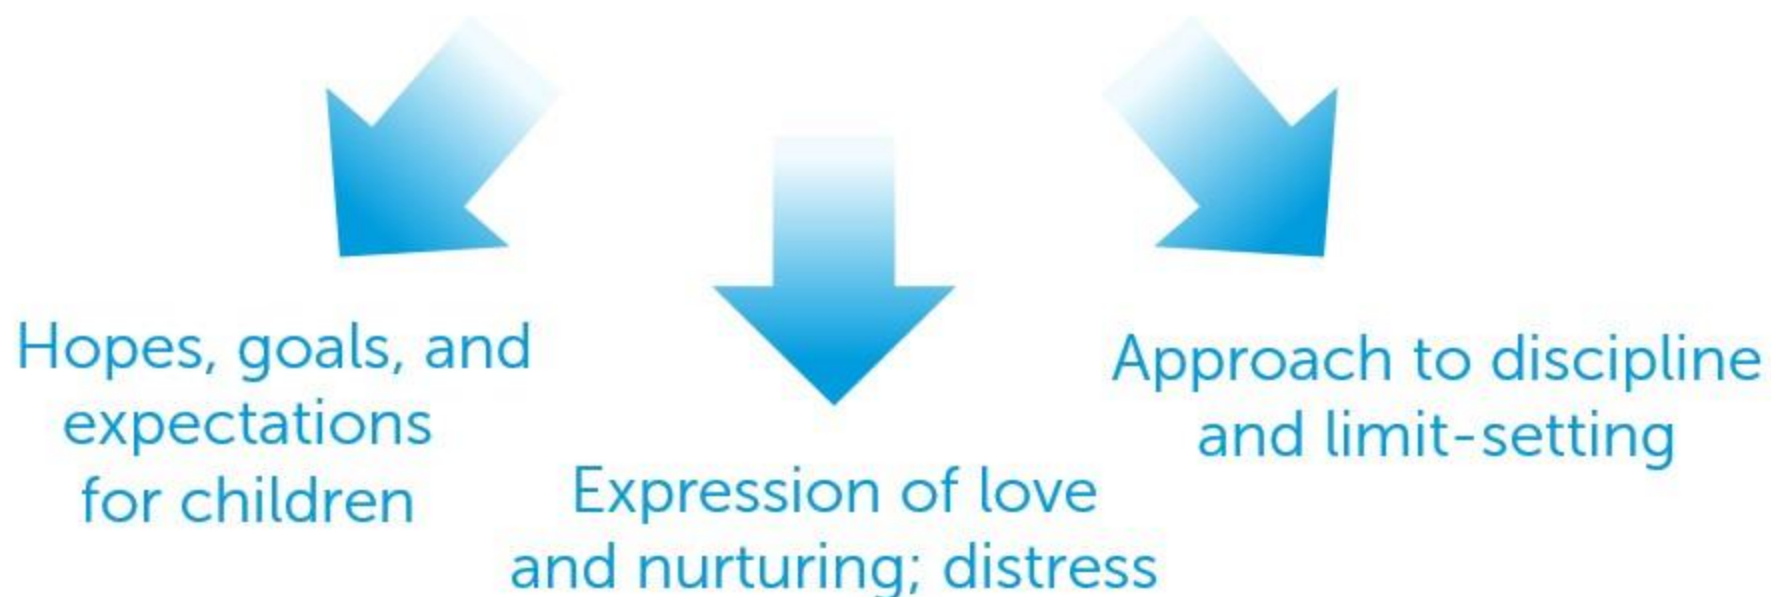 Hopes, goals, and
expectations
for children
Expression of love
and nurturing; distress
Approach to discipline
and limit-setting